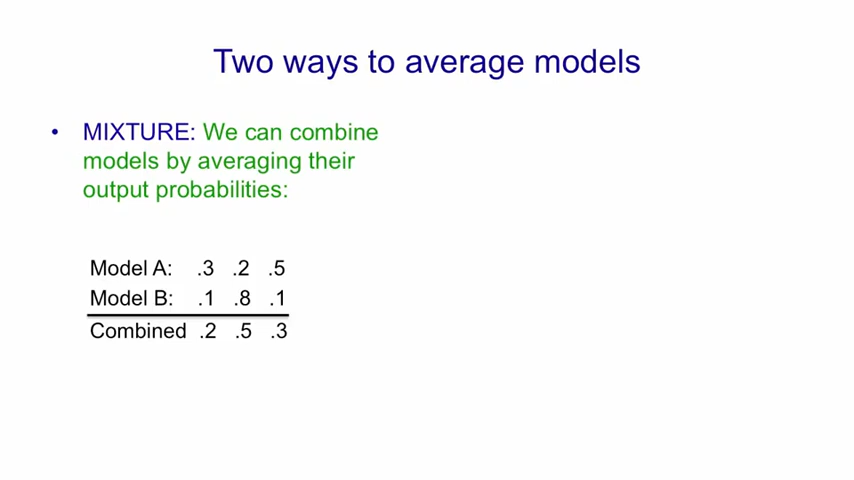 Two ways to average models
• MIXTURE: We can combine
models by averaging their
output probabilities:
Model A: .3 .2 .5
Model B: .1 .8 .1
Combined .2 .5 .3